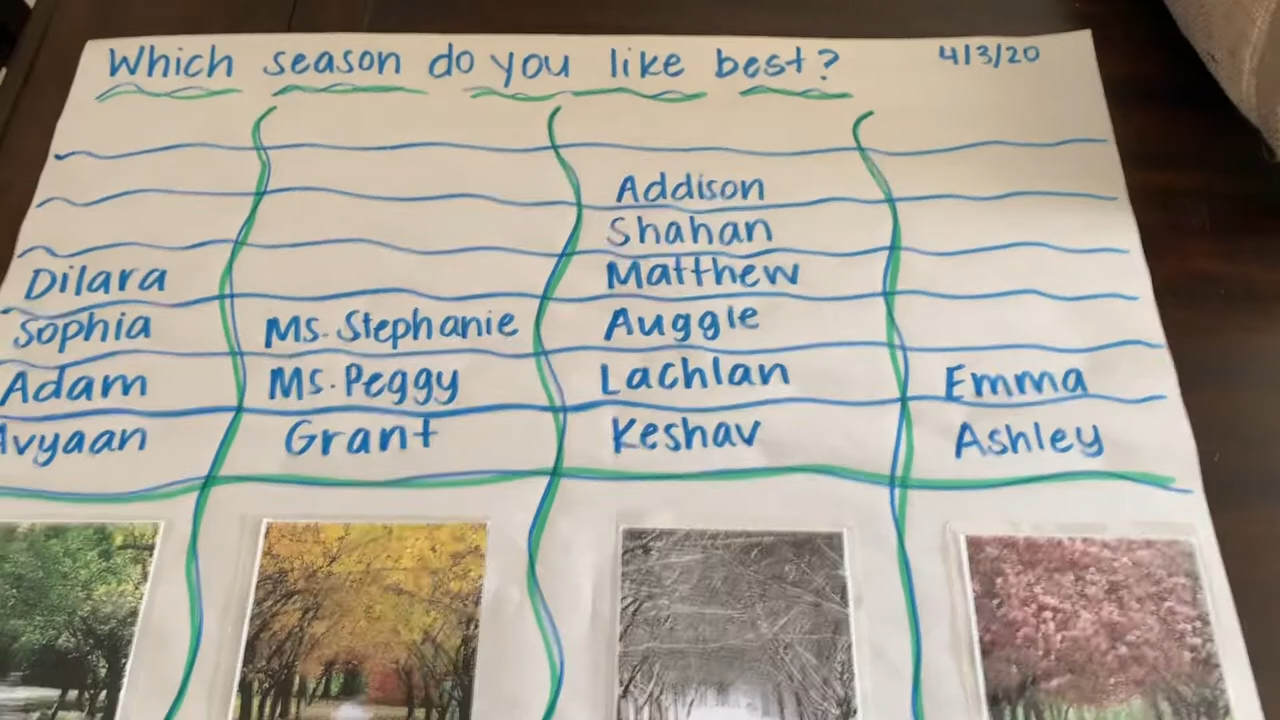 Which season do you like best? 4/3/20
Addison
Shahan
Dilara Matthew
Sophia Ms. Stephanie Auggie
Adam Ms. Peggy Lachlan Emma
Avyaan Grant Keshav Ashley